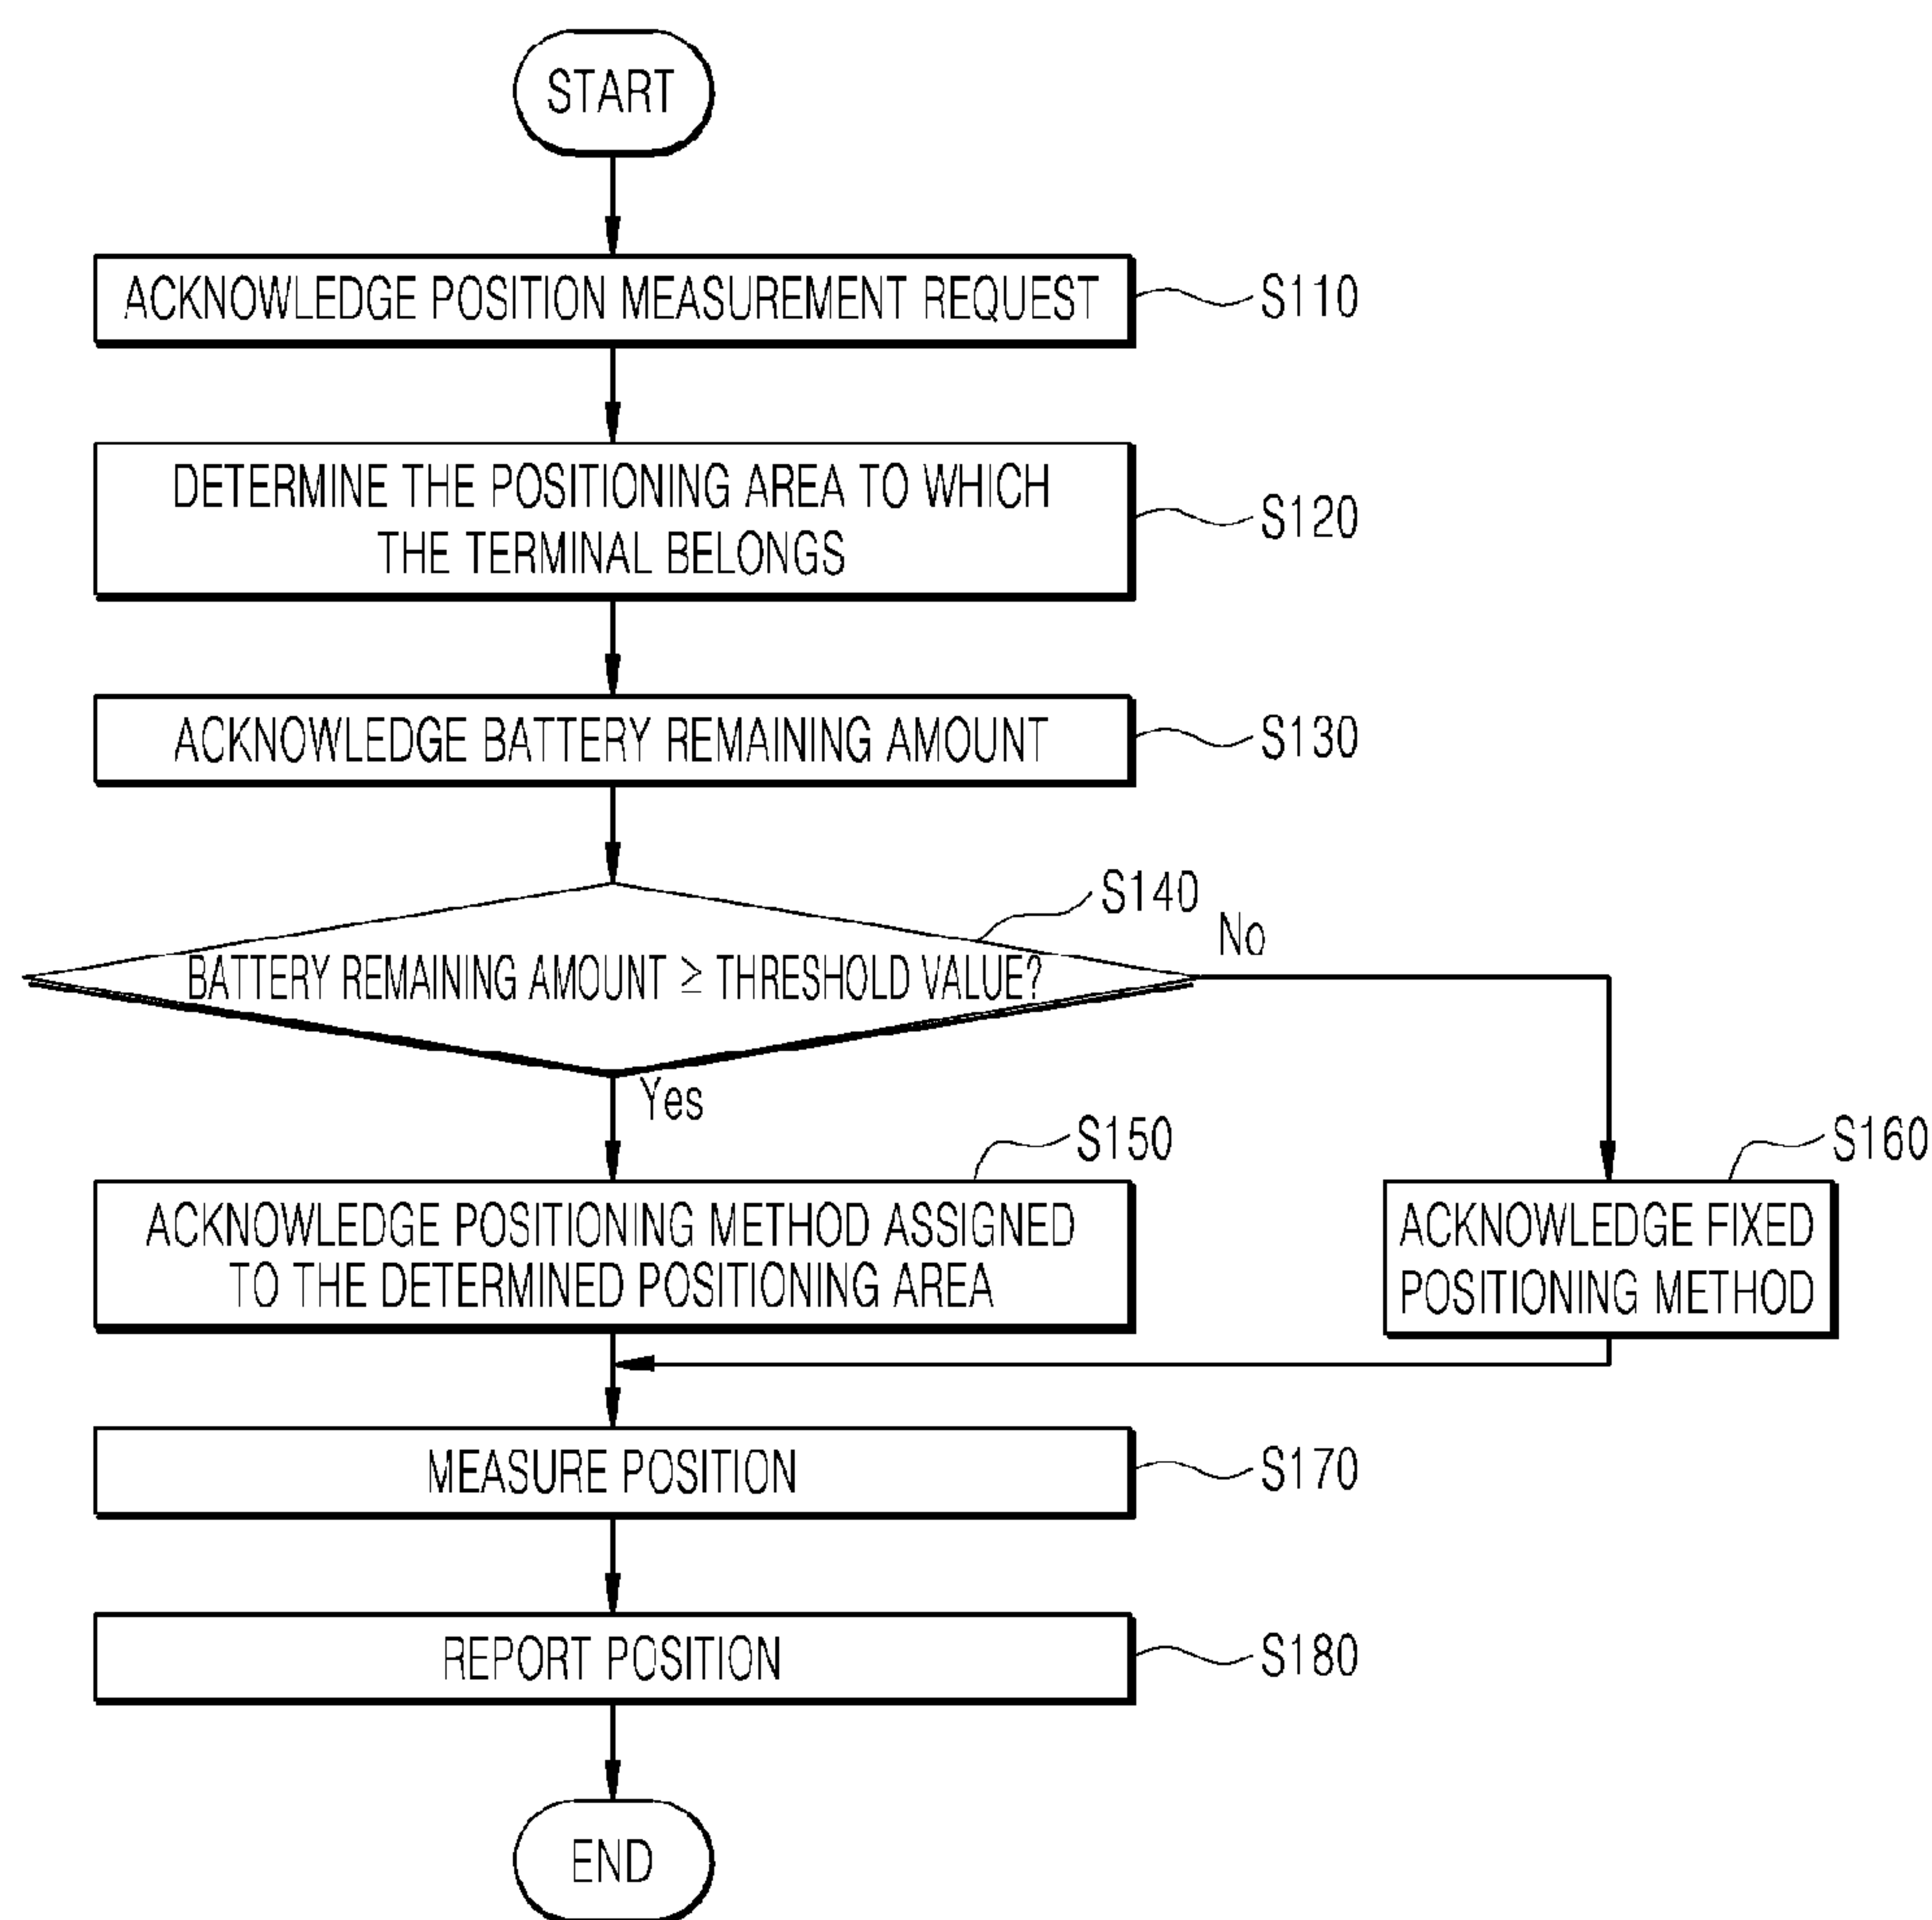 START
ACKNOWLEDGE POSITION MEASUREMENT REQUEST
S110
DETERMINE THE POSITIONING AREA TO WHICH
THE TERMINAL BELONGS
S120
ACKNOWLEDGE BATTERY REMAINING AMOUNT
S130
S140
No
BATTERY REMAINING AMOUNT ≥ THRESHOLD VALUE?
Yes
S150
S160
ACKNOWLEDGE POSITIONING METHOD ASSIGNED
TO THE DETERMINED POSITIONING AREA
ACKNOWLEDGE FIXED
POSITIONING METHOD
MEASURE POSITION
S170
REPORT POSITION
S180
END